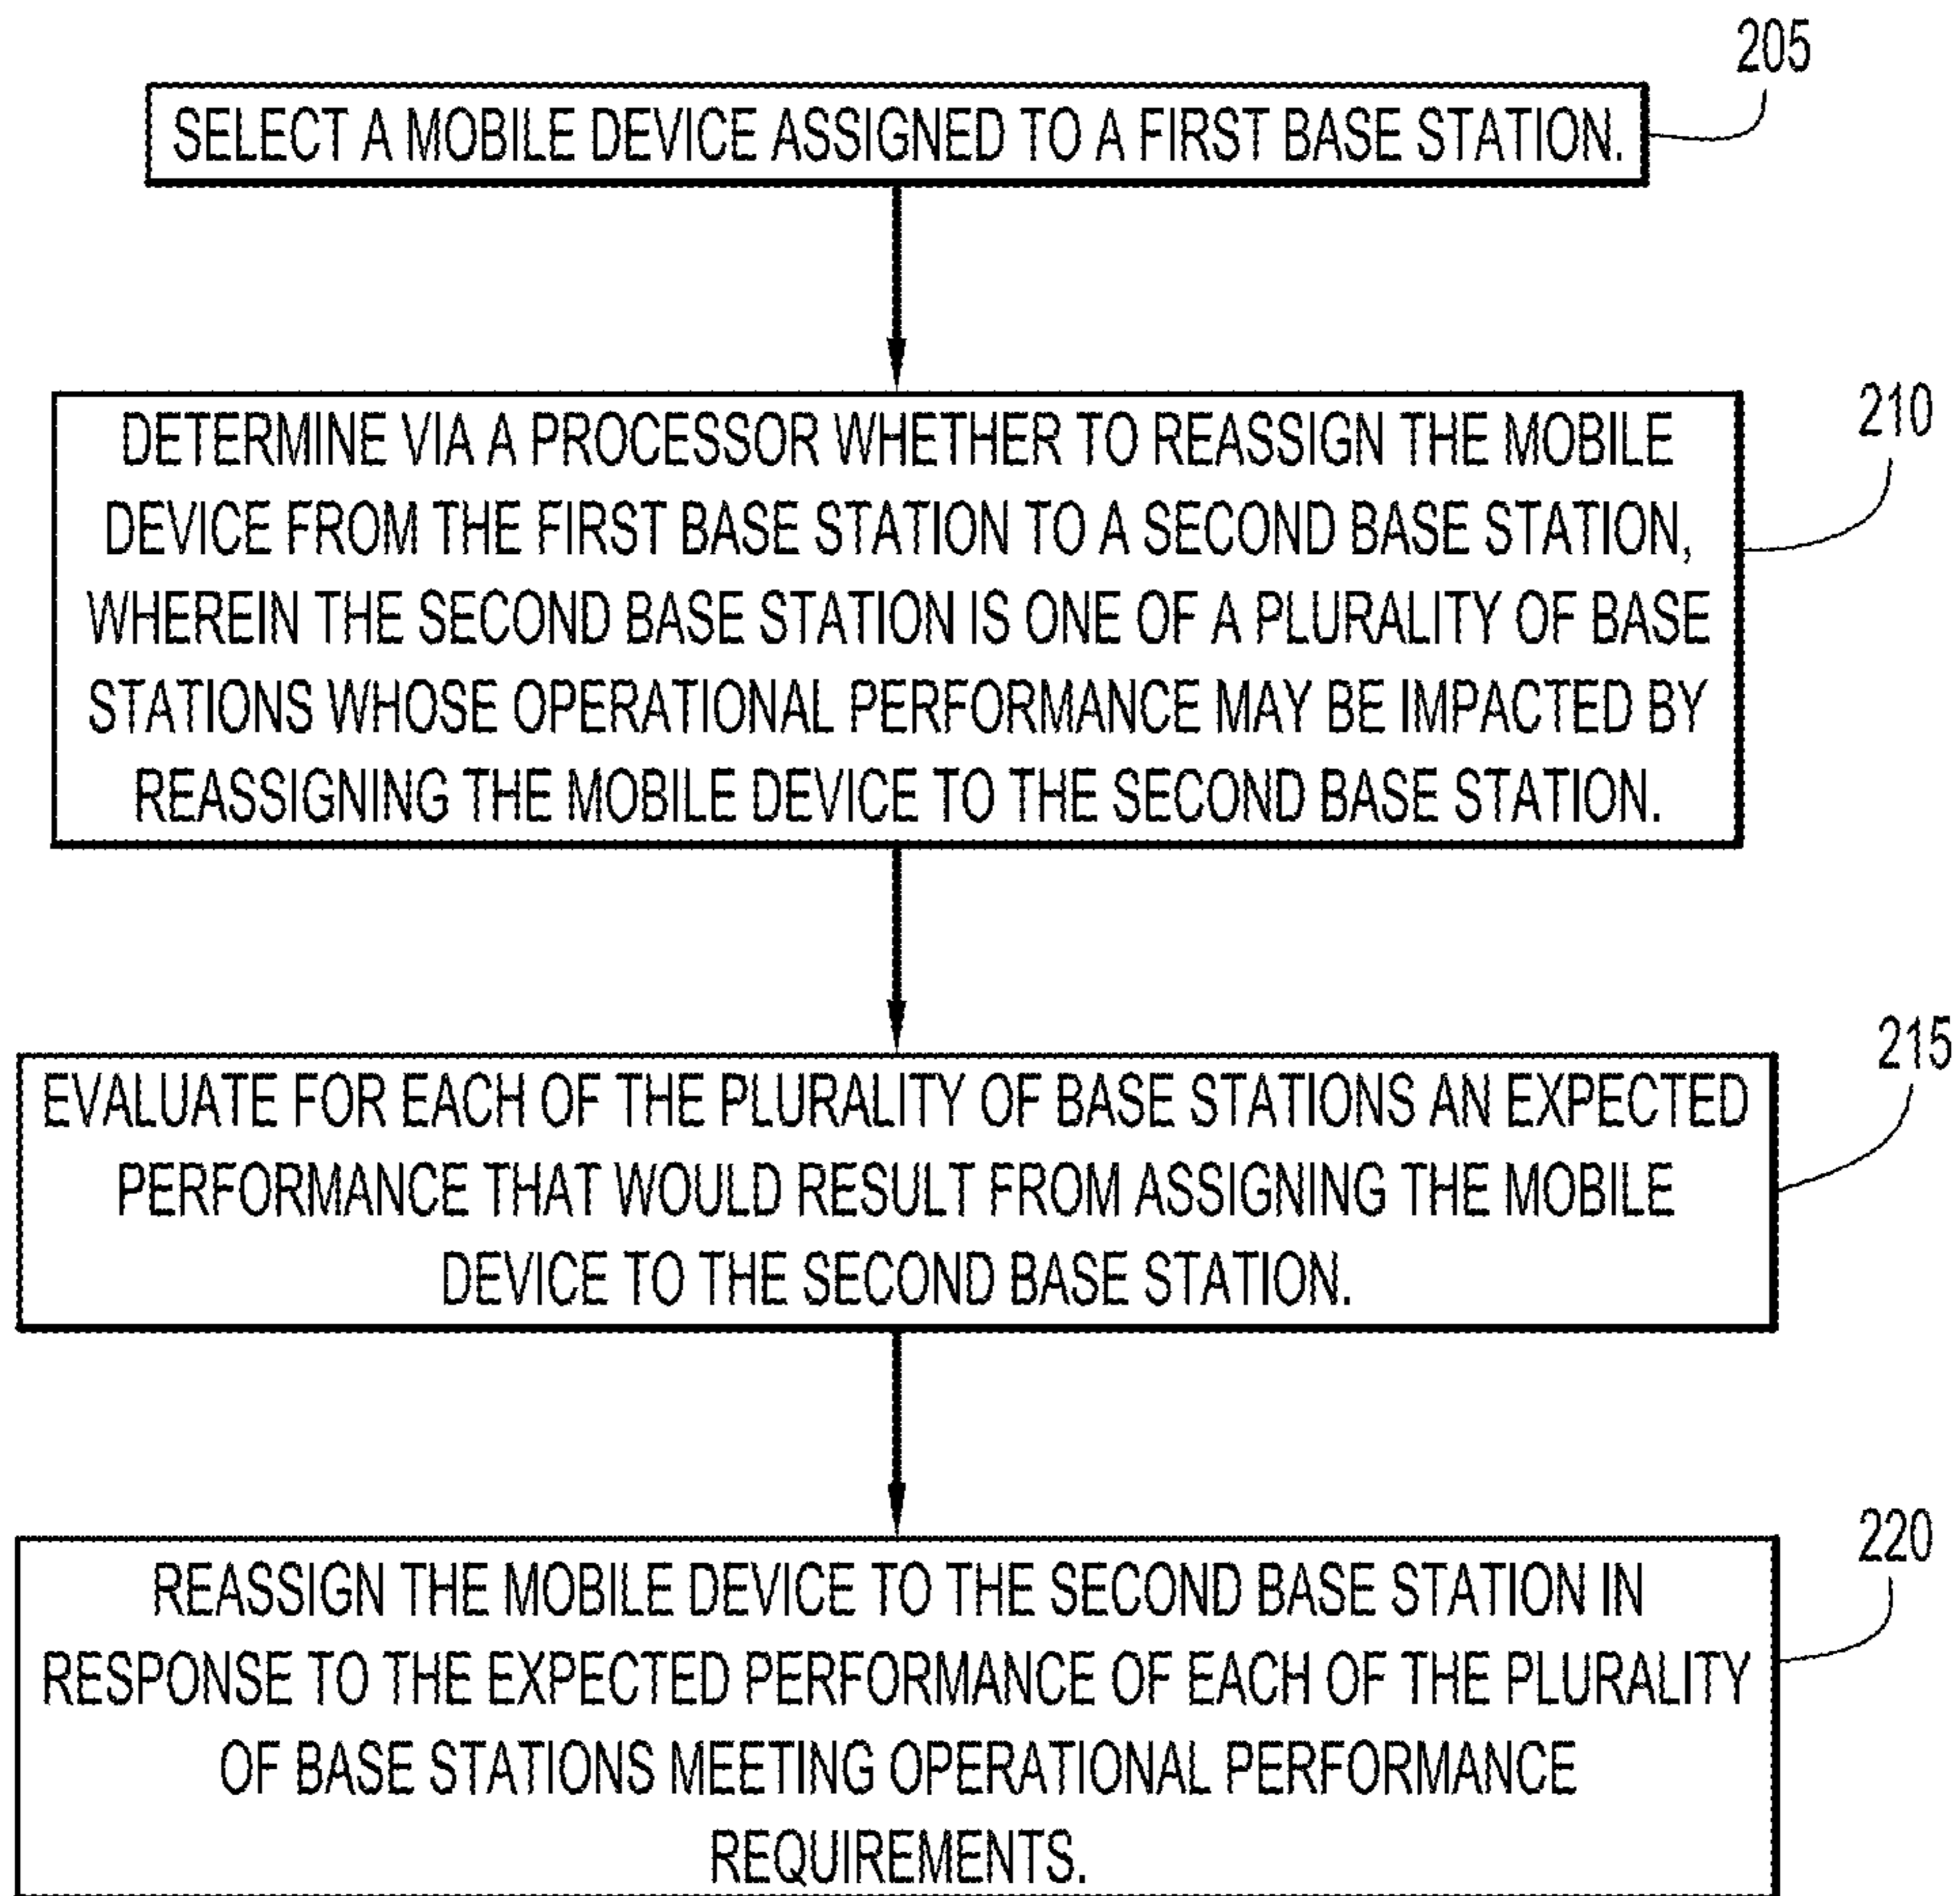 205
SELECT A MOBILE DEVICE ASSIGNED TO A FIRST BASE STATION.
210
DETERMINE VIA A PROCESSOR WHETHER TO REASSIGN THE MOBILE
DEVICE FROM THE FIRST BASE STATION TO A SECOND BASE STATION,
WHEREIN THE SECOND BASE STATION IS ONE OF A PLURALITY OF BASE
STATIONS WHOSE OPERATIONAL PERFORMANCE MAY BE IMPACTED BY
REASSIGNING THE MOBILE DEVICE TO THE SECOND BASE STATION.
215
EVALUATE FOR EACH OF THE PLURALITY OF BASE STATIONS AN EXPECTED
PERFORMANCE THAT WOULD RESULT FROM ASSIGNING THE MOBILE
DEVICE TO THE SECOND BASE STATION.
220
REASSIGN THE MOBILE DEVICE TO THE SECOND BASE STATION IN
RESPONSE TO THE EXPECTED PERFORMANCE OF EACH OF THE PLURALITY
OF BASE STATIONS MEETING OPERATIONAL PERFORMANCE
REQUIREMENTS.